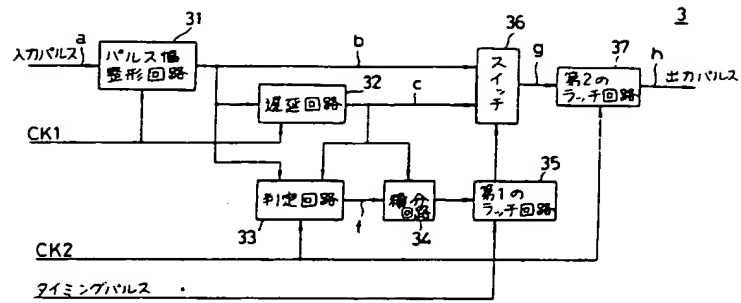 3
31
36
37
入力パルス
a
パルス幅
整形回路
b
スイッチ
g
第2の
ラッチ回路
h
出力パルス
32
遅延回路
c
CK1
35
判定回路
f
積分
回路
第1の
ラッチ回路
33
34
CK2
タイミングパルス